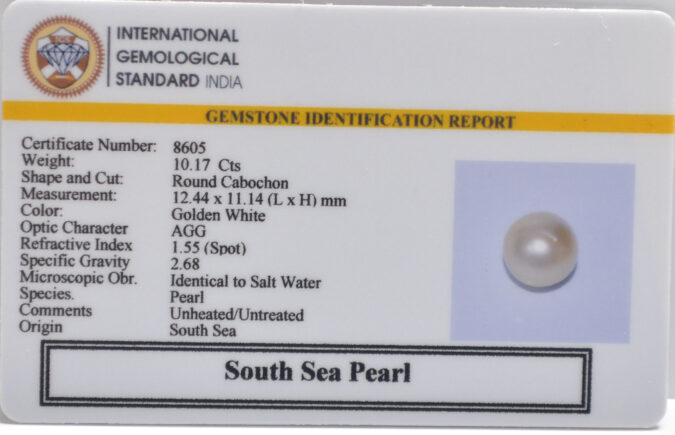 INTERNATIONAL
GEMOLOGICAL
STANDARD INDIA
GEMSTONE IDENTIFICATION REPORT
Certificate Number: 8605
Weight: 10.17 Cts
Shape and Cut: Round Cabochon
Measurement: 12.44 x 11.14 (L x H) mm
Color: Golden White
Optic Character AGG
Refractive Index 1.55 (Spot)
Specific Gravity 2.68
Microscopic Obr. Identical to Salt Water
Species. Pearl
Comments Unheated/Untreated
Origin South Sea
South Sea Pearl